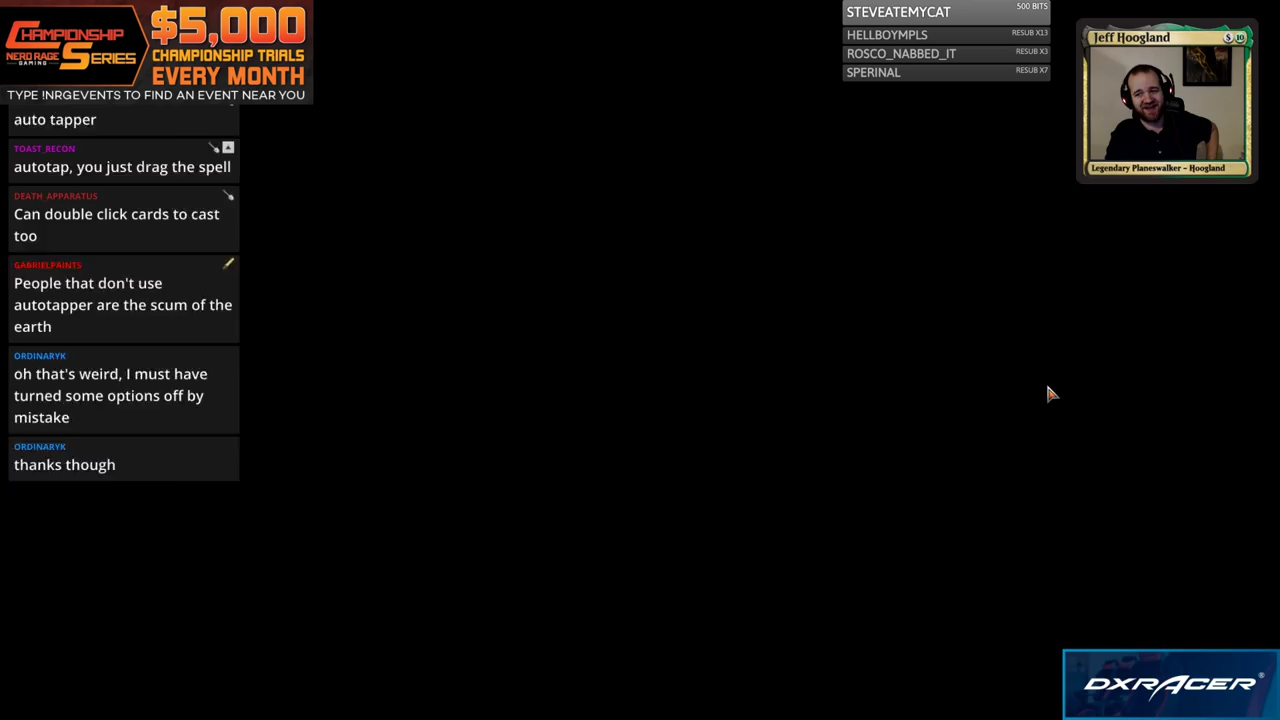 CHAMPIONSHIP
NERD RAGE
GAMING
SERIES
$5,000
CHAMPIONSHIP TRIALS
EVERY MONTH
TYPE !NRGEVENTS TO FIND AN EVENT NEAR YOU
auto tapper
TOAST_RECON
autotap, you just drag the spell
DEATH_APPARATUS
Can double click cards to cast
too
GABRIELPAINTS
People that don't use
autotapper are the scum of the
earth
ORDINARYK
oh that's weird, I must have
turned some options off by
mistake
ORDINARYK
thanks though
STEVEATEMYCAT 500 BITS
HELLBOYMPLS RESUB X13
ROSCO_NABBED_IT RESUB X3
SPERINAL RESUB X7
Jeff Hoogland 5 10
Legendary Planeswalker – Hoogland
DXRACER®